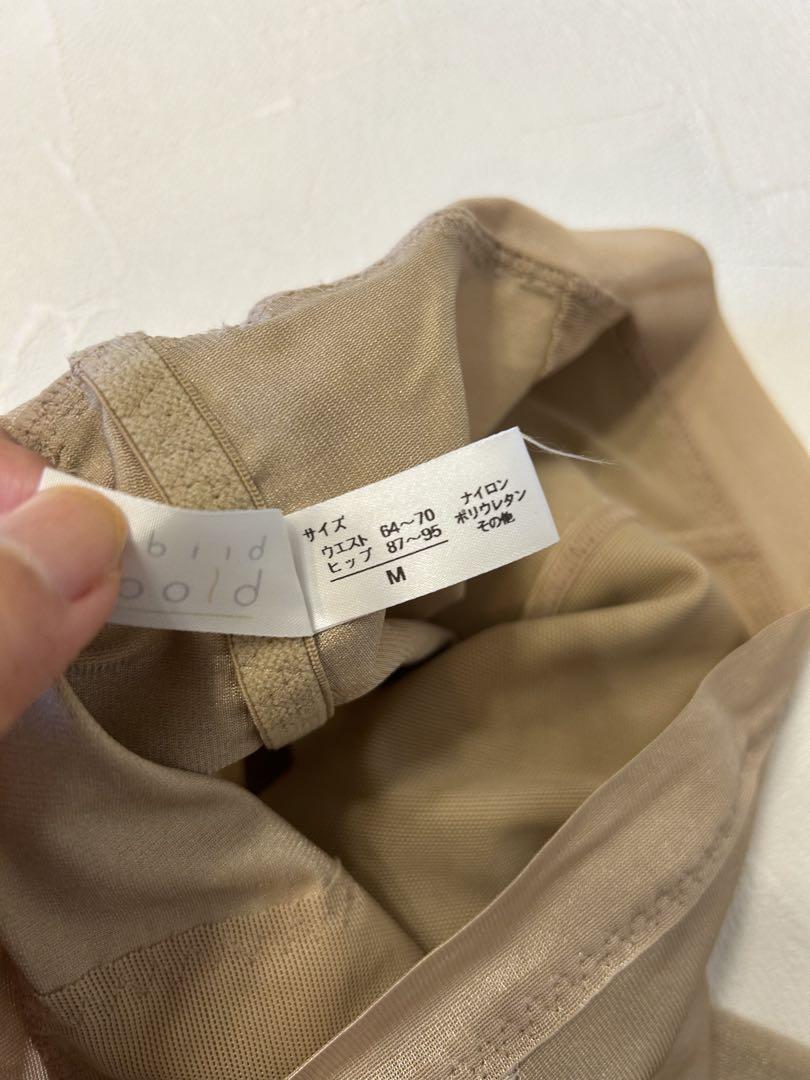 サイズ
ウエスト 64～70
ヒップ 87～95
M
ナイロン
ポリウレタン
その他